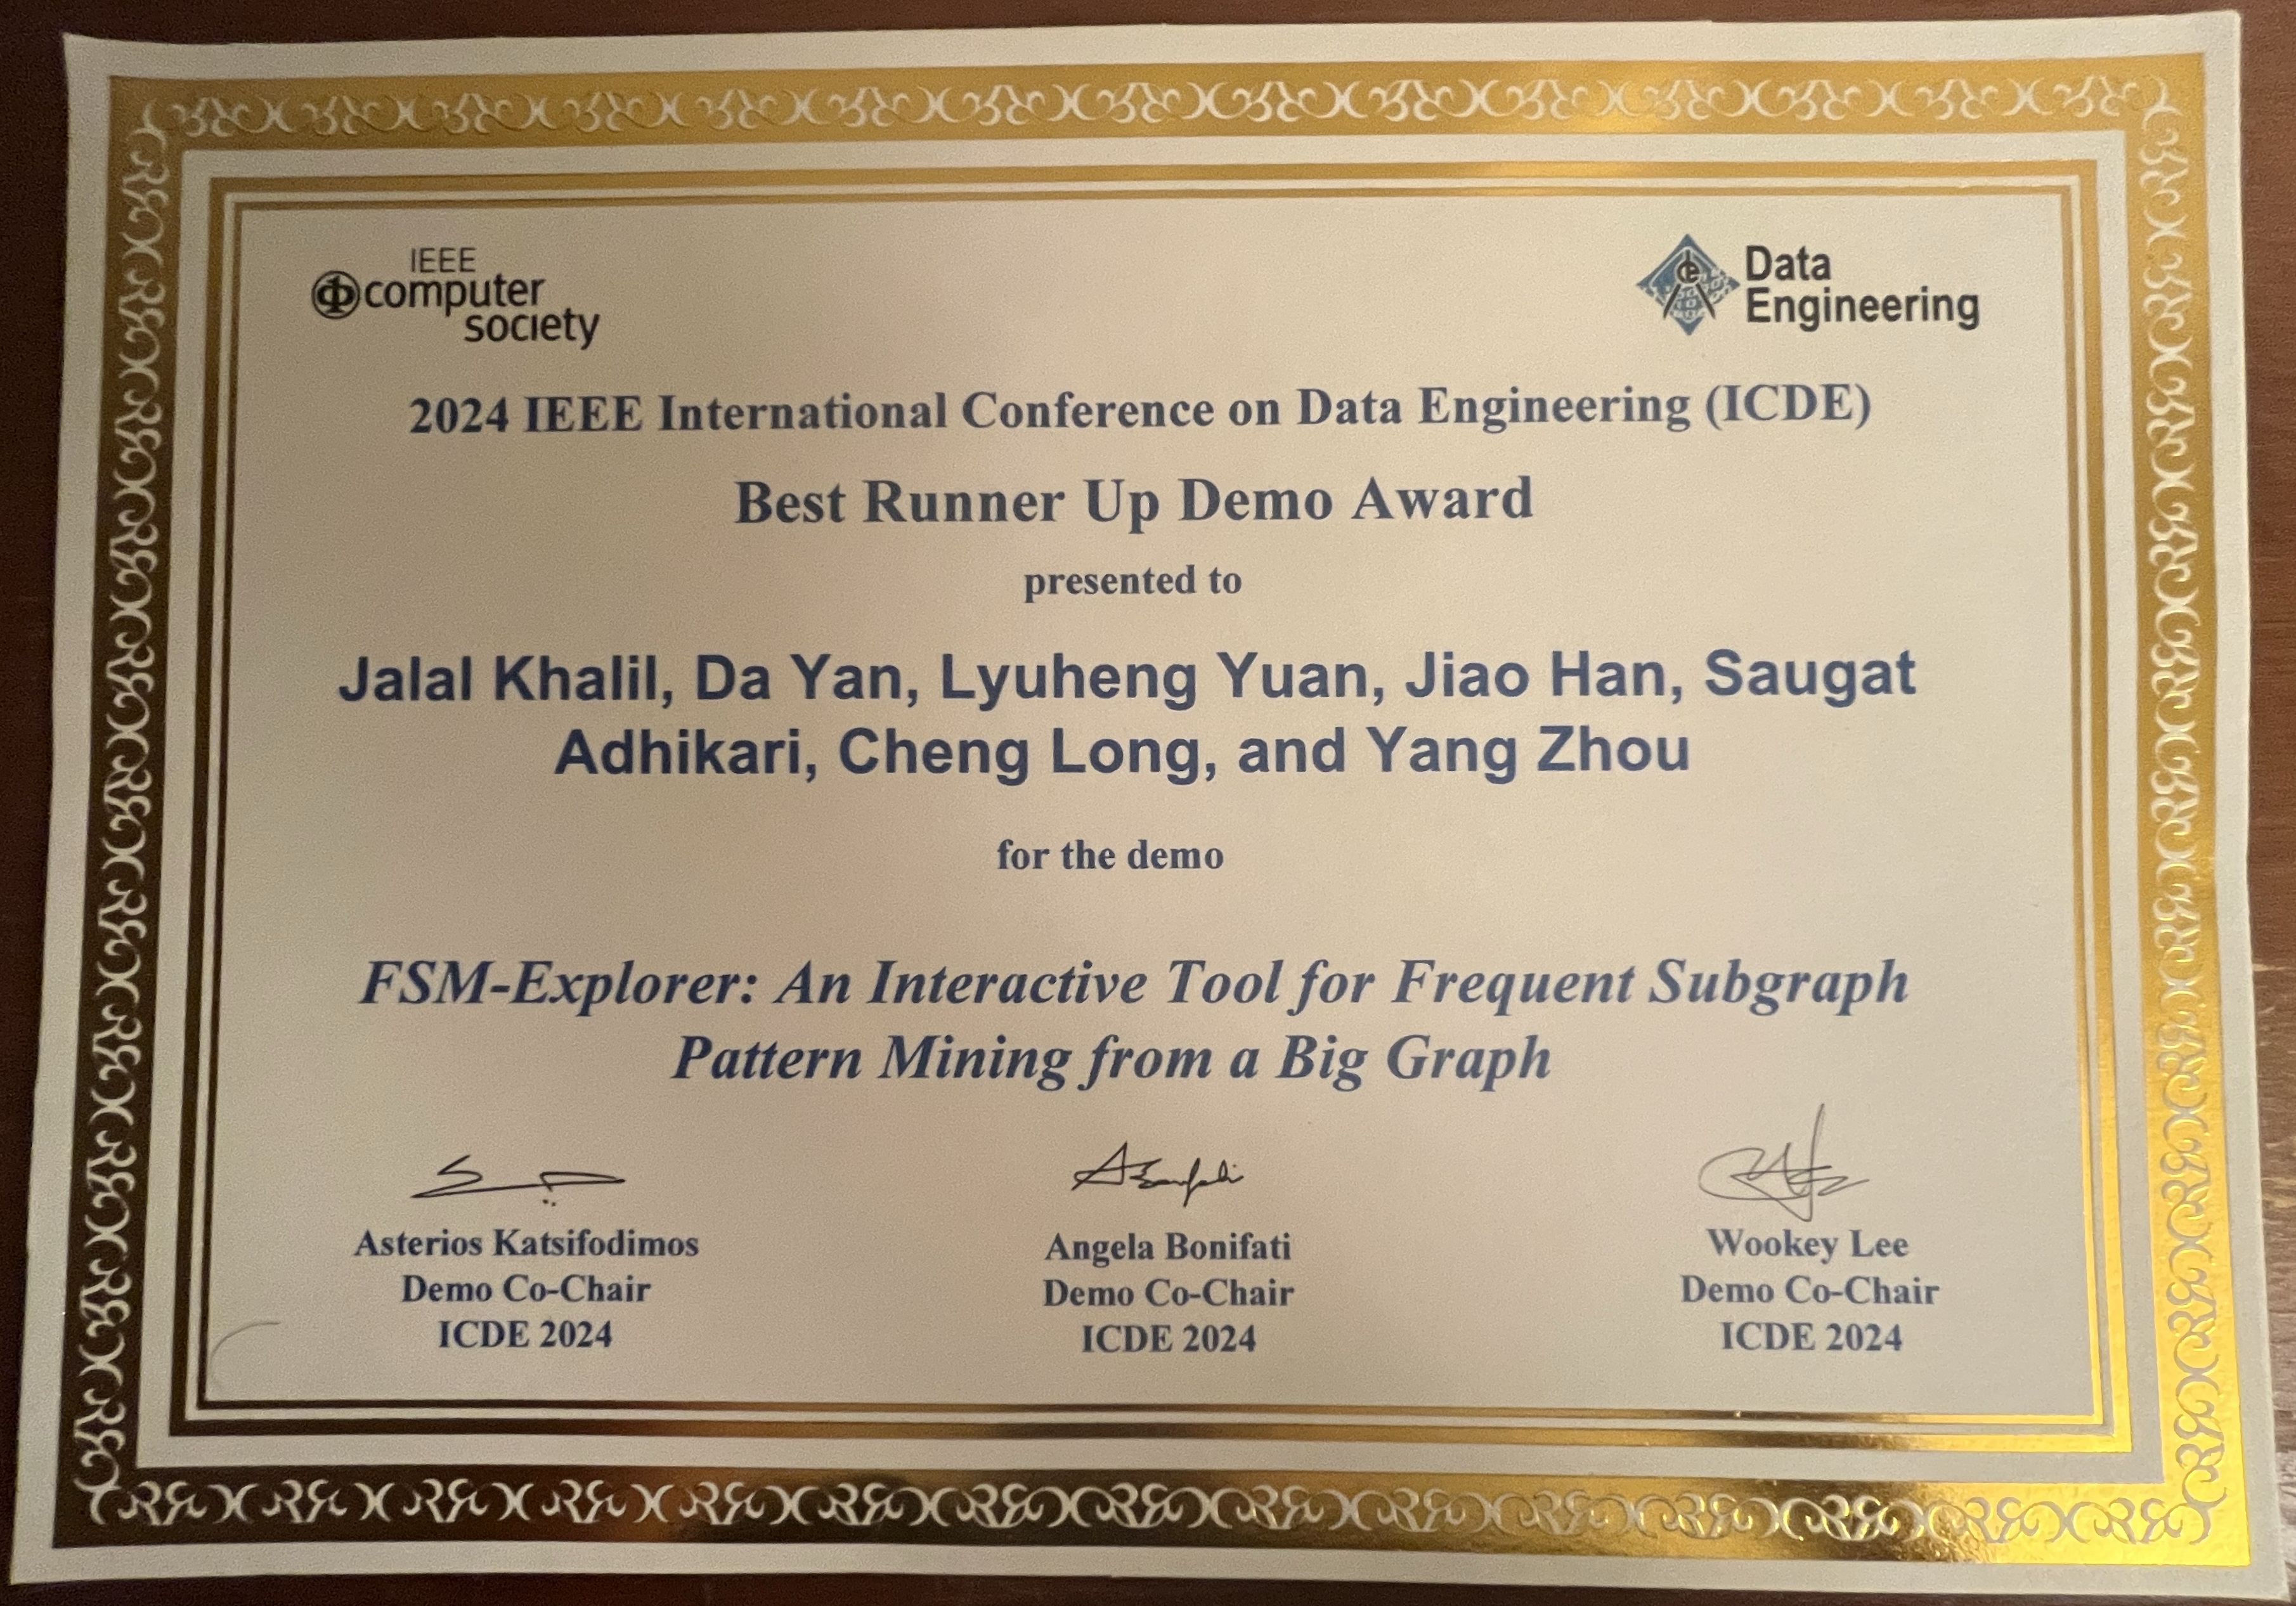 IEEE
computer
society
Data
Engineering
2024 IEEE International Conference on Data Engineering (ICDE)
Best Runner Up Demo Award
presented to
Jalal Khalil, Da Yan, Lyuheng Yuan, Jiao Han, Saugat
Adhikari, Cheng Long, and Yang Zhou
for the demo
FSM-Explorer: An Interactive Tool for Frequent Subgraph
Pattern Mining from a Big Graph
Asterios Katsifodimos
Demo Co-Chair
ICDE 2024
Angela Bonifati
Demo Co-Chair
ICDE 2024
Wookey Lee
Demo Co-Chair
ICDE 2024